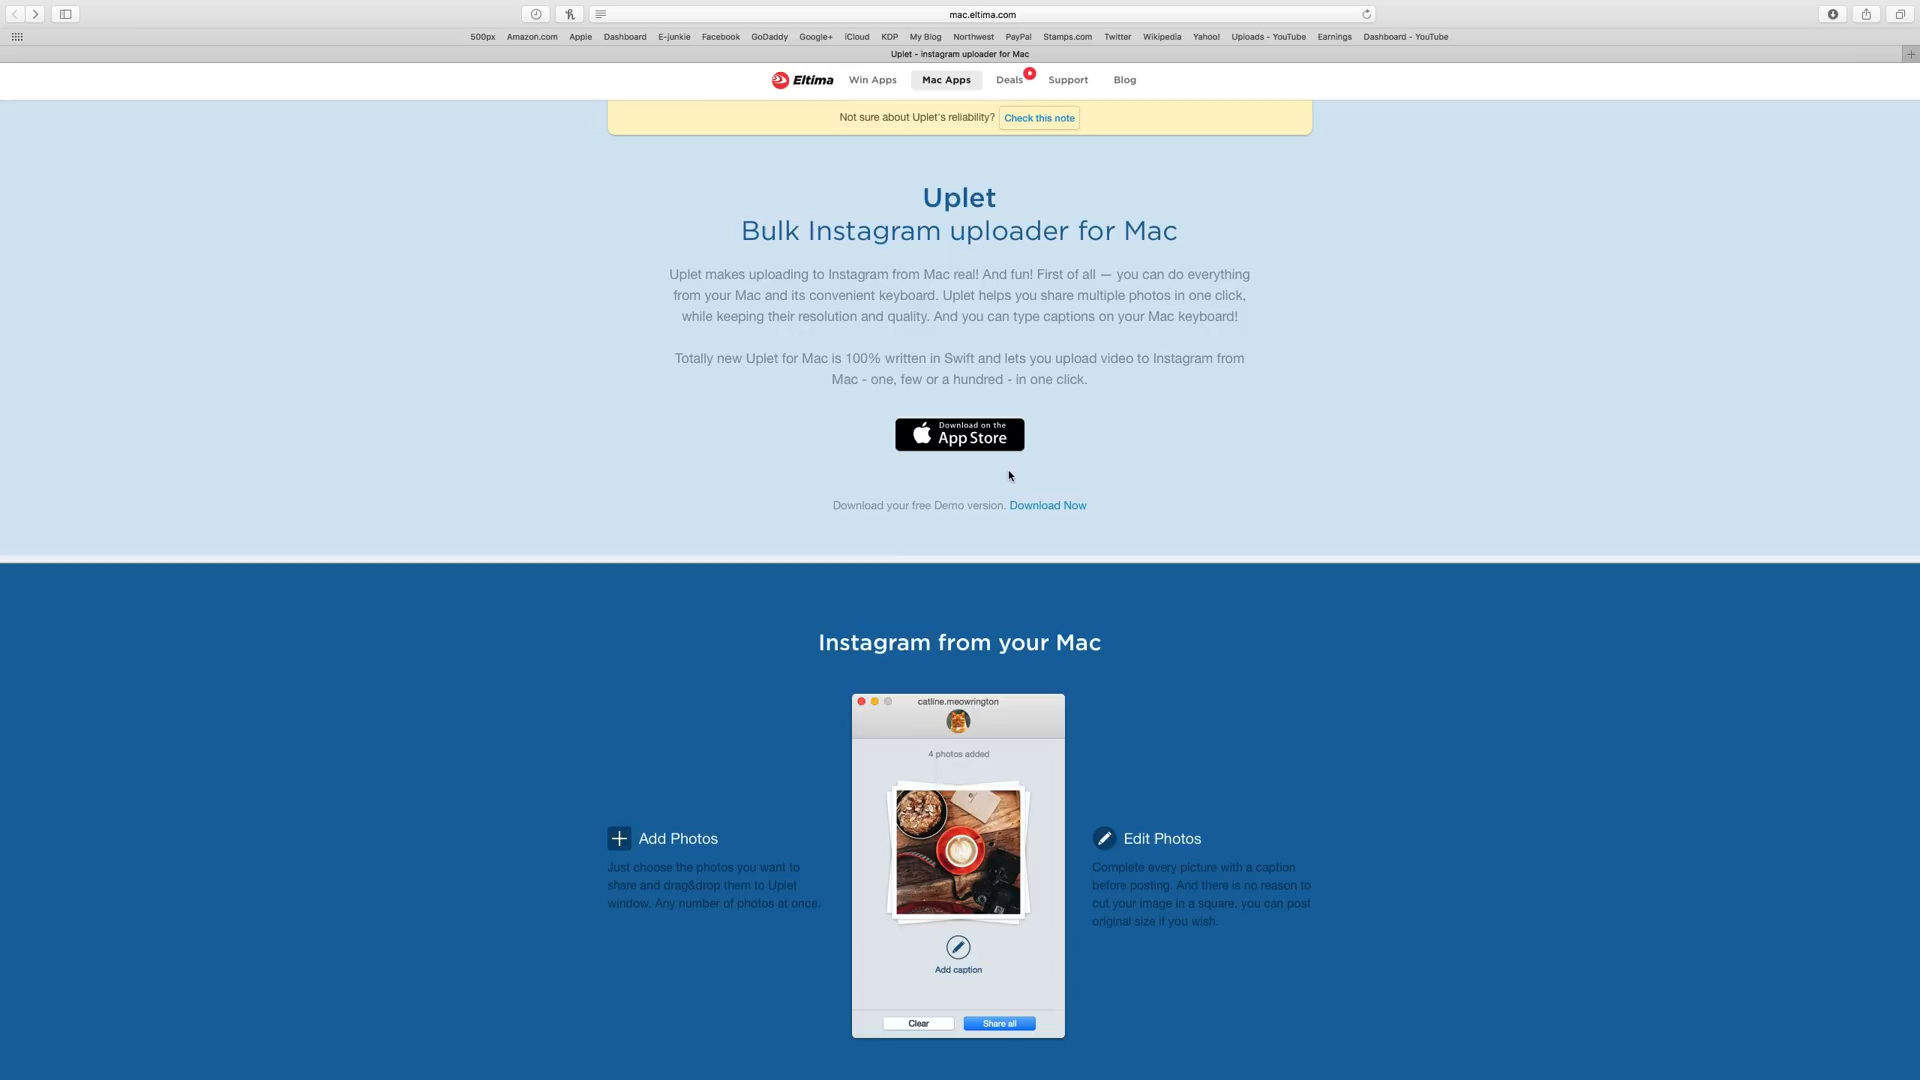 mac.eltima.com
500px Amazon.com Apple Dashboard E-junkie Facebook GoDaddy Google+ iCloud KDP My Blog Northwest PayPal Stamps.com Twitter Wikipedia Yahoo! Uploads - YouTube Earnings Dashboard - YouTube
Uplet - instagram uploader for Mac
Eltima Win Apps Mac Apps Deals Support Blog
Not sure about Uplet's reliability? Check this note
Uplet
Bulk Instagram uploader for Mac
Uplet makes uploading to Instagram from Mac real! And fun! First of all — you can do everything
from your Mac and its convenient keyboard. Uplet helps you share multiple photos in one click,
while keeping their resolution and quality. And you can type captions on your Mac keyboard!
Totally new Uplet for Mac is 100% written in Swift and lets you upload video to Instagram from
Mac - one, few or a hundred - in one click.
Download on the
App Store
Download your free Demo version. Download Now
Instagram from your Mac
catline.meowrington
4 photos added
Add Photos
Just choose the photos you want to
share and drag&drop them to Uplet
window. Any number of photos at once.
Edit Photos
Complete every picture with a caption
before posting. And there is no reason to
cut your image in a square, you can post
original size if you wish.
Add caption
Clear Share all